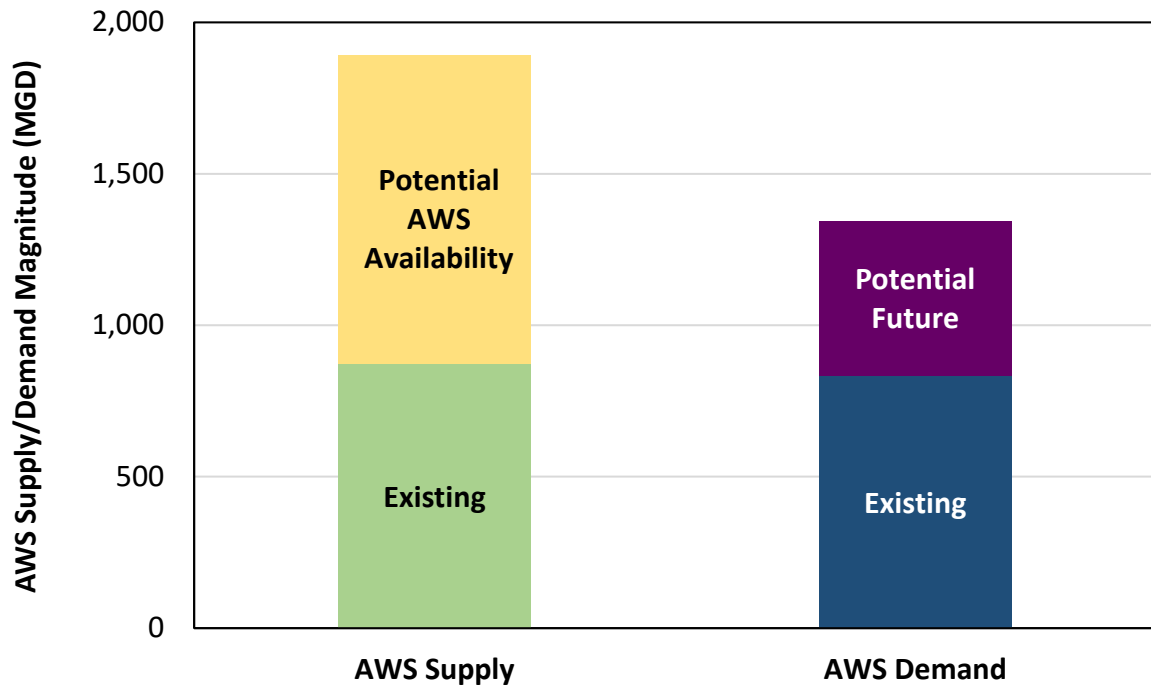 AWS Supply/Demand Magnitude (MGD)
2,000
1,500
1,000
500
0
Potential
AWS
Availability
Existing
Potential
Future
Existing
AWS Supply
AWS Demand